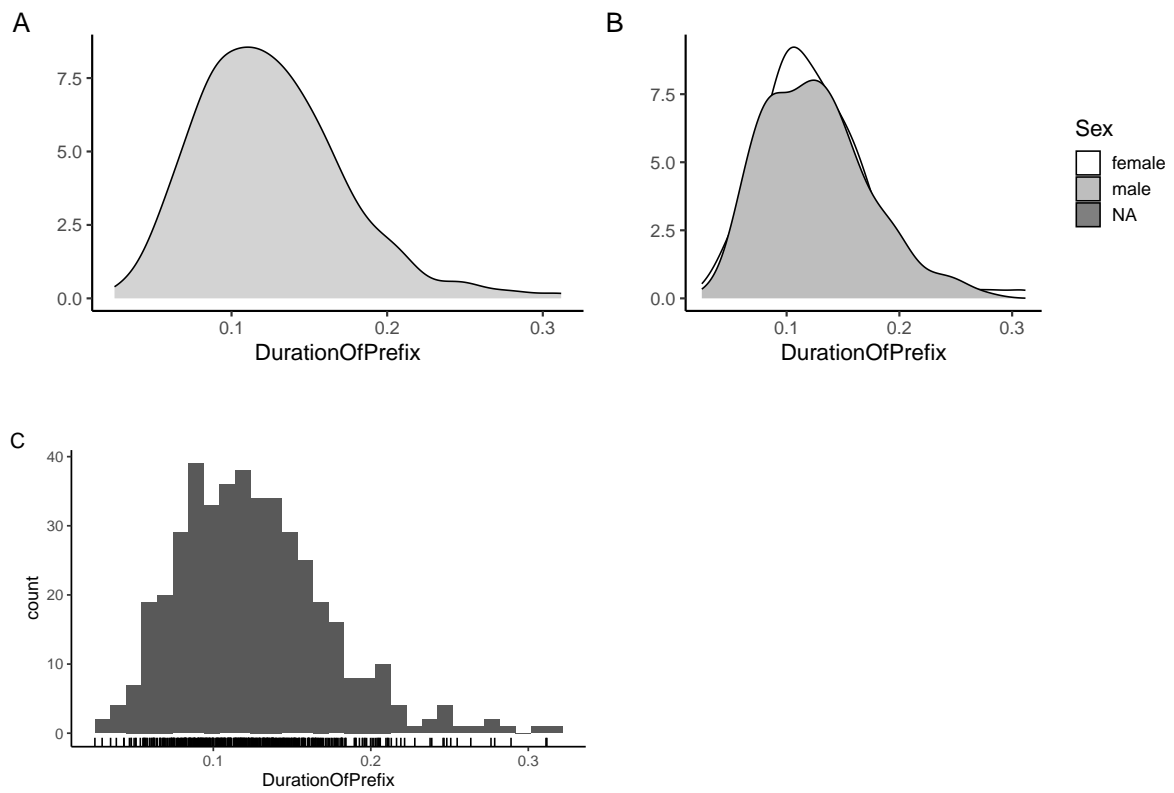 A
7.5
5.0
2.5
0.0
0.1 0.2 0.3
DurationOfPrefix
B
7.5
5.0
2.5
0.0
0.1 0.2 0.3
DurationOfPrefix
Sex
female
male
NA
C
40
30
20
10
0
count
0.1 0.2 0.3
DurationOfPrefix